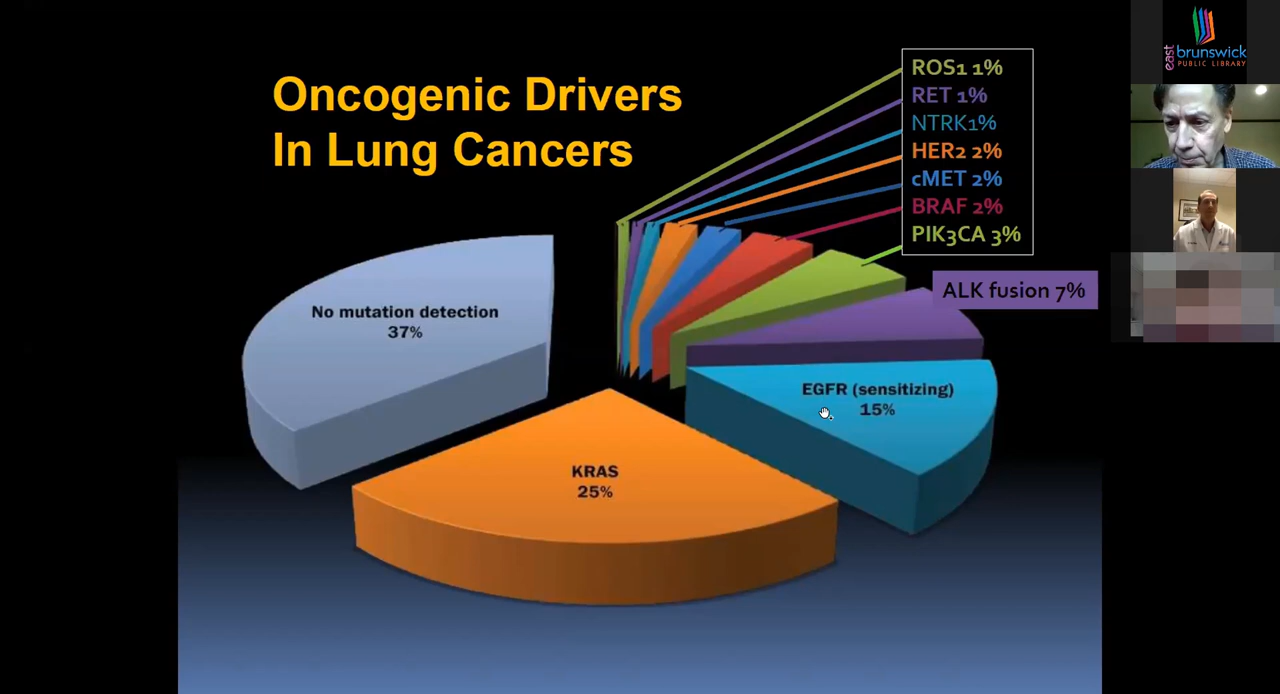 Oncogenic Drivers
In Lung Cancers
ROS1 1%
RET 1%
NTRK1%
HER2 2%
cMET 2%
BRAF 2%
PIK3CA 3%
ALK fusion 7%
No mutation detection
37%
EGFR (sensitizing)
15%
KRAS
25%
east
brunswick
PUBLIC LIBRARY